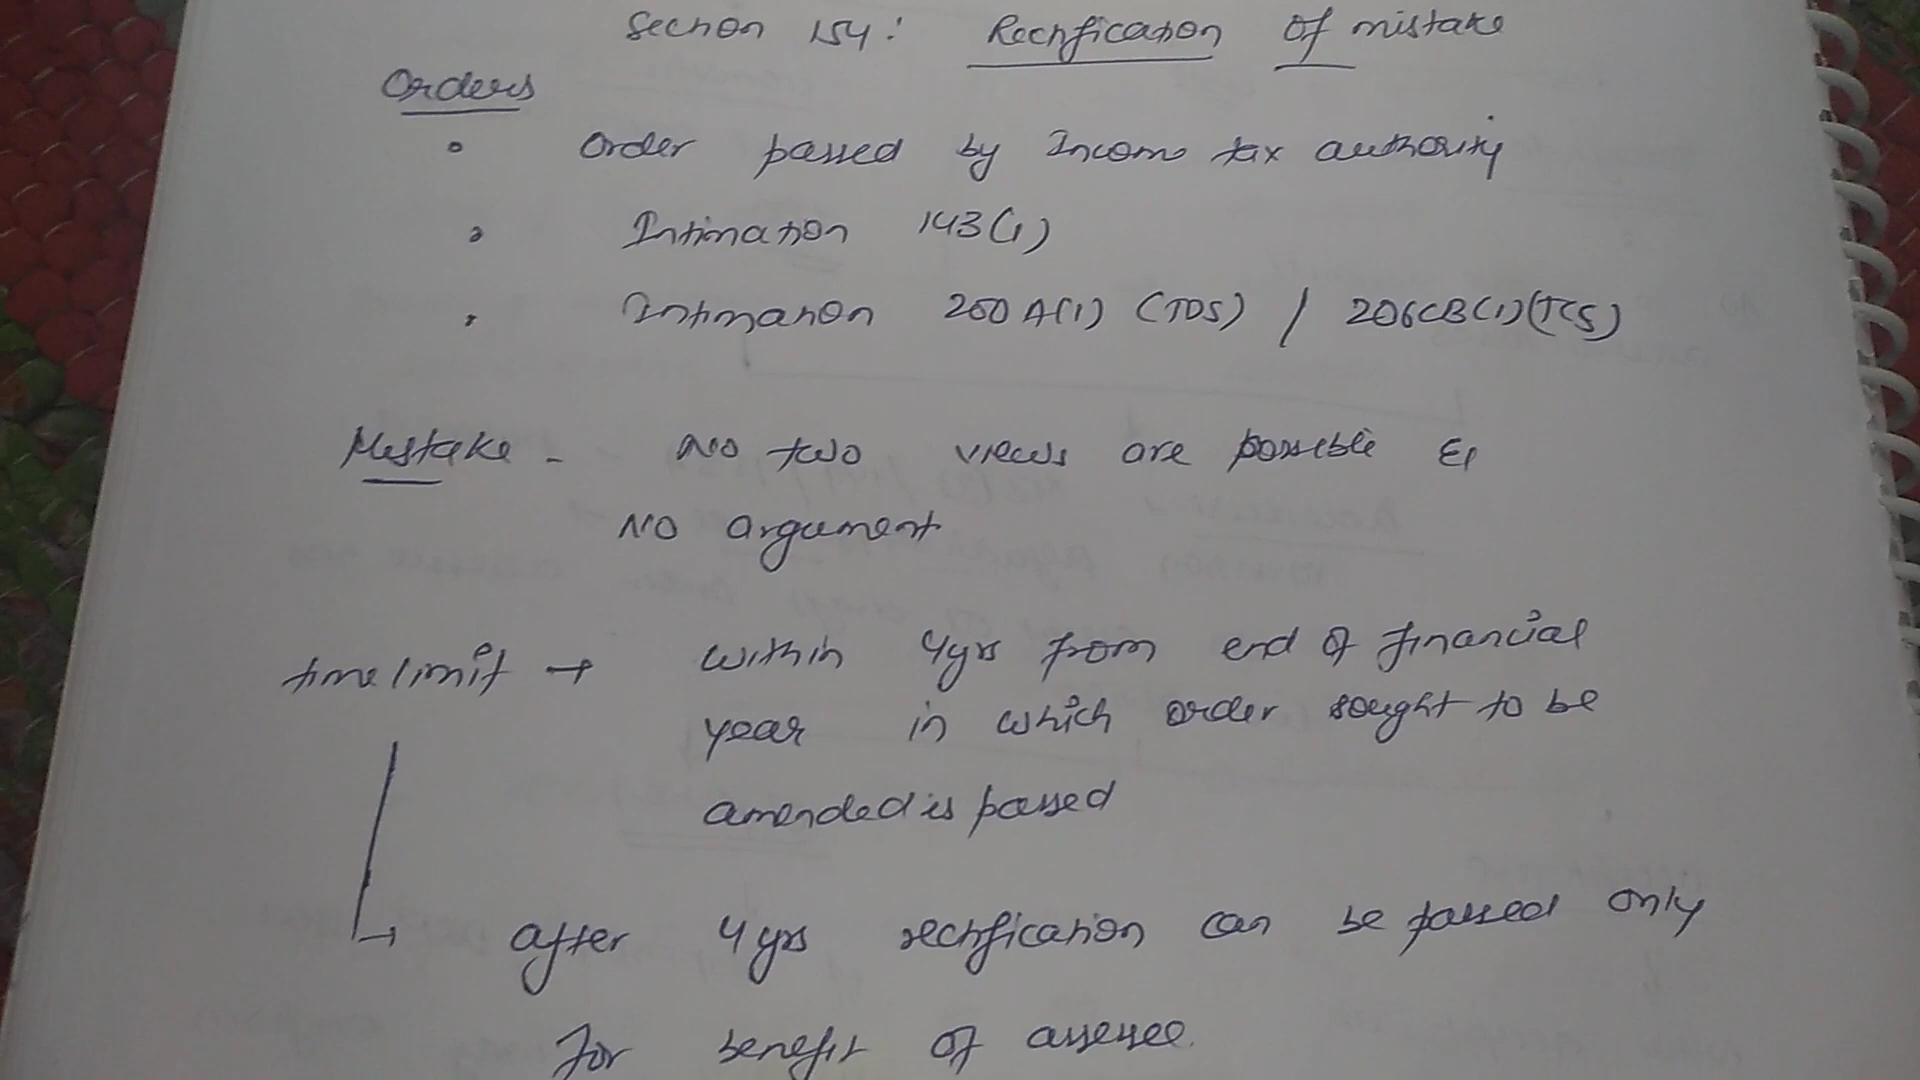 Section 154: Rectification of mistake
Orders
Order passed by Income tax authority
Intimation 143(1)
Intimation 200A(1) (TDS) / 206CB(1)(TCS)
Mistake - No two views are possible &
No argument
time limit → within 4yrs from end of financial
year in which order sought to be
amended is passed
↳ after 4 yrs rectification can be passed only
for benefit of assessee.